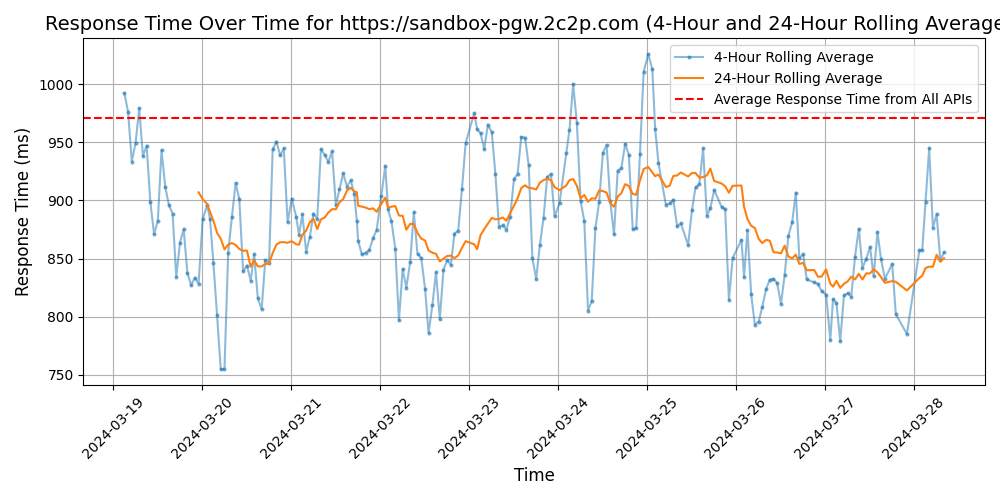 Response Time Over Time for https://sandbox-pgw.2c2p.com (4-Hour and 24-Hour Rolling Average
4-Hour Rolling Average
24-Hour Rolling Average
Average Response Time from All APIs
Response Time (ms)
1000
950
900
850
800
750
2024-03-19
2024-03-20
2024-03-21
2024-03-22
2024-03-23
2024-03-24
2024-03-25
2024-03-26
2024-03-27
2024-03-28
Time